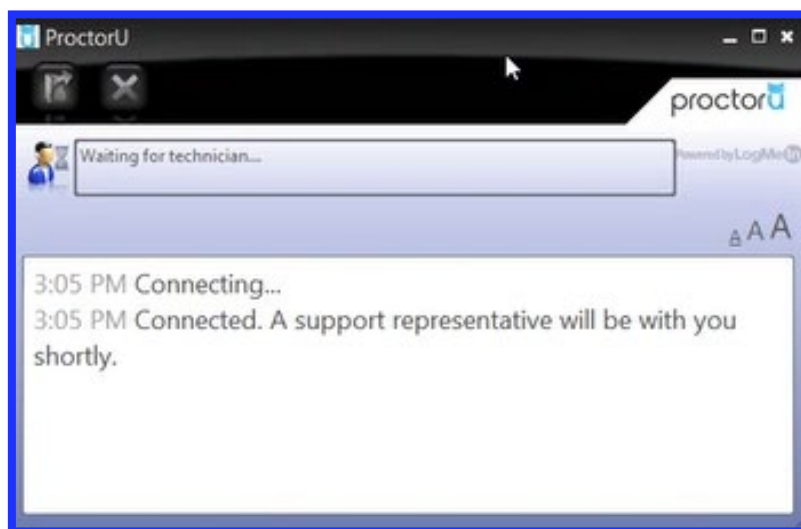 ProctorU
proctorU
Waiting for technician...
Powered by LogMeIn
A A A
3:05 PM Connecting...
3:05 PM Connected. A support representative will be with you
shortly.